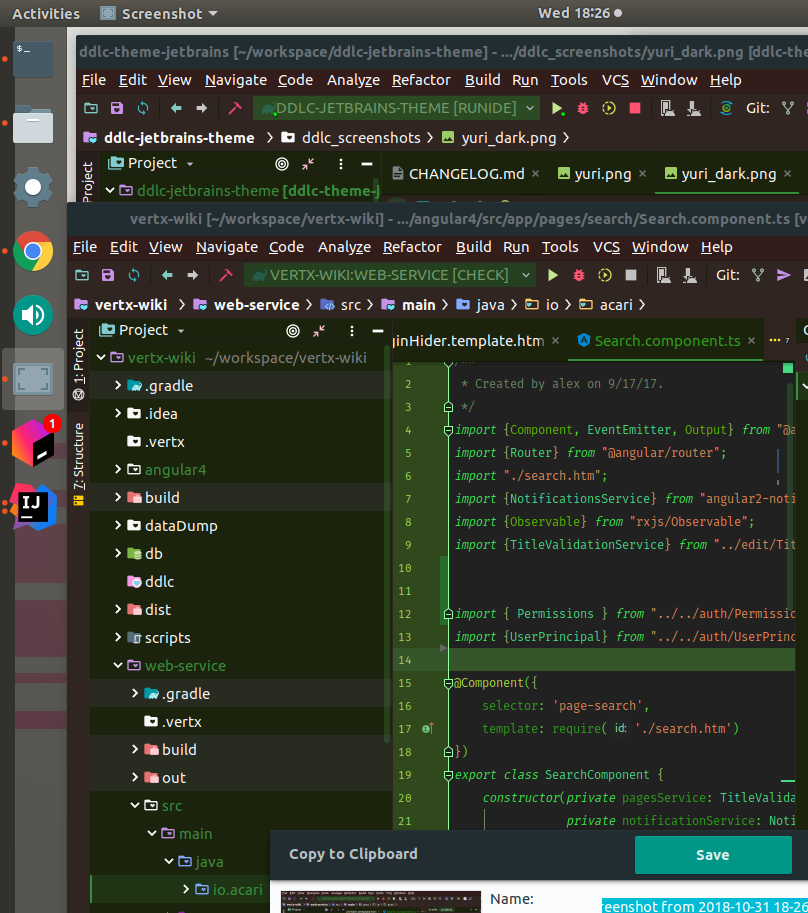 Activities Screenshot Wed 18:26
ddlc-theme-jetbrains [~/workspace/ddlc-jetbrains-theme] - .../ddlc_screenshots/yuri_dark.png [ddlc-them
File Edit View Navigate Code Analyze Refactor Build Run Tools VCS Window Help
DDLC-JETBRAINS-THEME [RUNIDE] Git:
ddlc-jetbrains-theme ddlc_screenshots yuri_dark.png
Project CHANGELOG.md yuri.png yuri_dark.png
Project
ddlc-jetbrains-theme [ddlc-theme-j
vertx-wiki [~/workspace/vertx-wiki] - .../angular4/src/app/pages/search/Search.component.ts [v
File Edit View Navigate Code Analyze Refactor Build Run Tools VCS Window Help
VERTX-WIKI:WEB-SERVICE [CHECK] Git:
vertx-wiki web-service src main java io acari
Project ginHider.template.htm Search.component.ts 7
1: Project
7: Structure
vertx-wiki ~/workspace/vertx-wiki
.gradle
.idea
.vertx
angular4
build
dataDump
db
ddlc
dist
scripts
web-service
.gradle
.vertx
build
out
src
main
java
io.acari
1 /**
2 * Created by alex on 9/17/17.
3 */
4 import {Component, EventEmitter, Output} from "@a
5 import {Router} from "@angular/router";
6 import "./search.htm";
7 import {NotificationsService} from "angular2-noti
8 import {Observable} from "rxjs/Observable";
9 import {TitleValidationService} from "../edit/Tit
10
11
12 import { Permissions } from "../../auth/Permissic
13 import {UserPrincipal} from "../../auth/UserPrinc
14
15 @Component({
16 selector: 'page-search',
17 template: require( id: './search.htm')
18 })
19 export class SearchComponent {
20 constructor(private pagesService: TitleValida
21 private notificationService: Noti
1
IJ
Copy to Clipboard Save
Name: reenshot from 2018-10-31 18-26